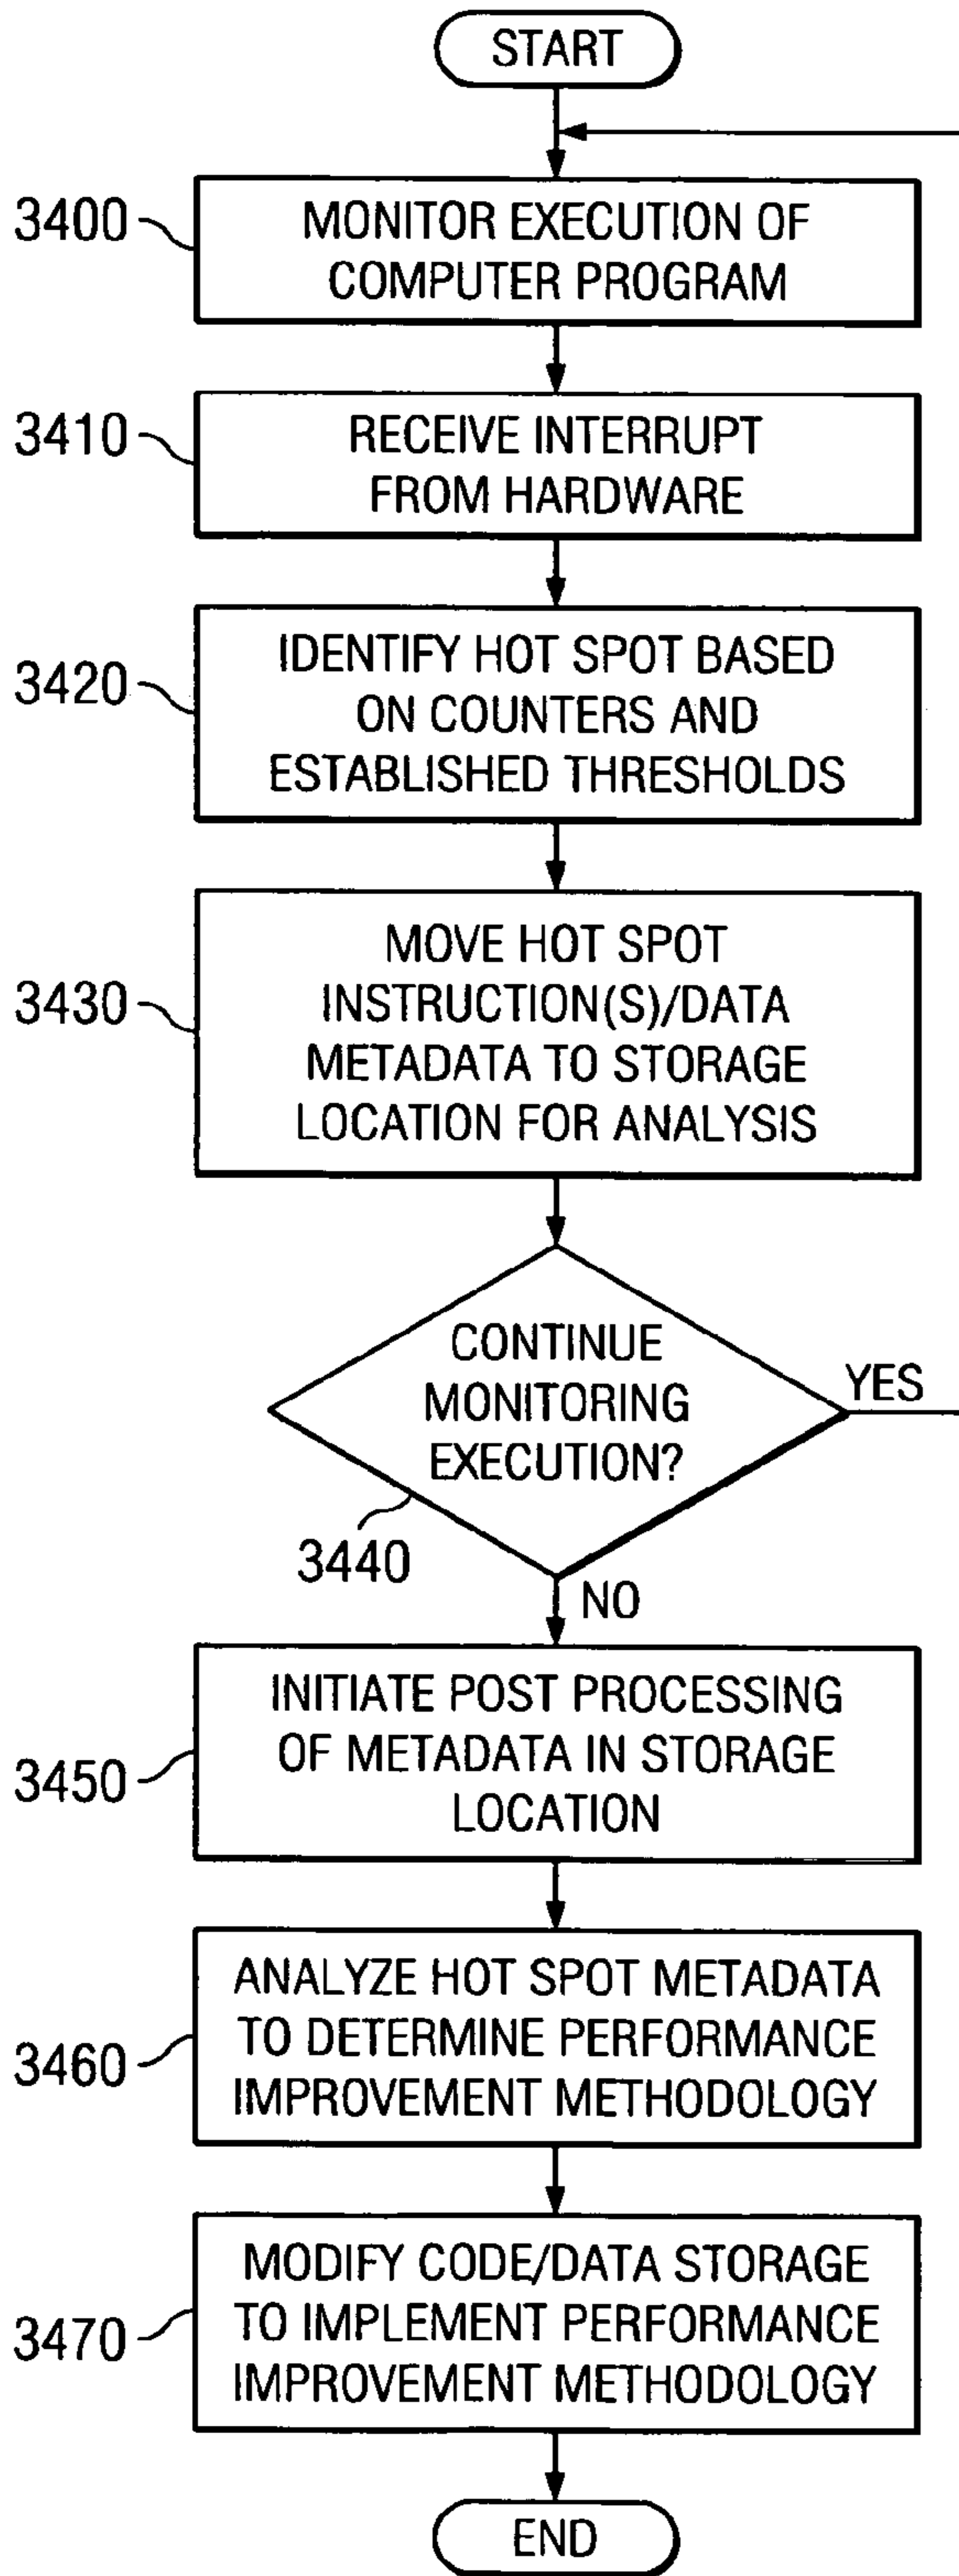 START
3400
MONITOR EXECUTION OF
COMPUTER PROGRAM
3410
RECEIVE INTERRUPT
FROM HARDWARE
3420
IDENTIFY HOT SPOT BASED
ON COUNTERS AND
ESTABLISHED THRESHOLDS
3430
MOVE HOT SPOT
INSTRUCTION(S)/DATA
METADATA TO STORAGE
LOCATION FOR ANALYSIS
CONTINUE
MONITORING
EXECUTION?
YES
3440
NO
3450
INITIATE POST PROCESSING
OF METADATA IN STORAGE
LOCATION
3460
ANALYZE HOT SPOT METADATA
TO DETERMINE PERFORMANCE
IMPROVEMENT METHODOLOGY
3470
MODIFY CODE/DATA STORAGE
TO IMPLEMENT PERFORMANCE
IMPROVEMENT METHODOLOGY
END